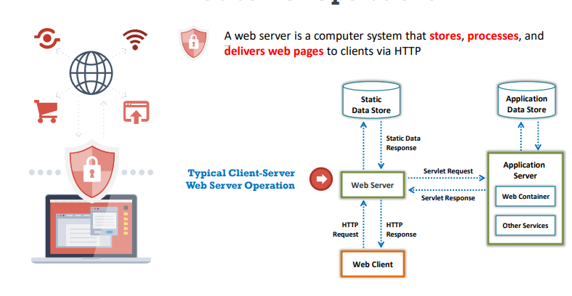 A web server is a computer system that stores, processes, and
delivers web pages to clients via HTTP
Static
Data Store
Application
Data Store
Static Data
Response
Typical Client-Server
Web Server Operation
Web Server
Servlet Request
Servlet Response
Application
Server
Web Container
Other Services
HTTP
Request
HTTP
Response
Web Client